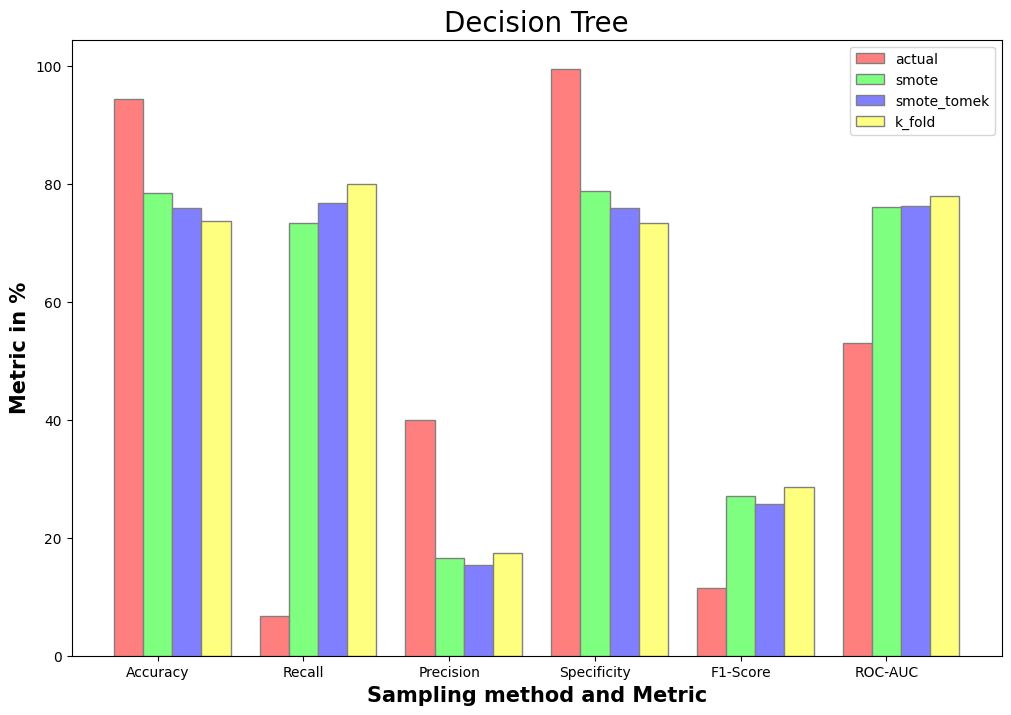 Decision Tree
actual
smote
smote_tomek
k_fold
100
80
60
40
20
0
Metric in %
Accuracy
Recall
Precision
Specificity
F1-Score
ROC-AUC
Sampling method and Metric